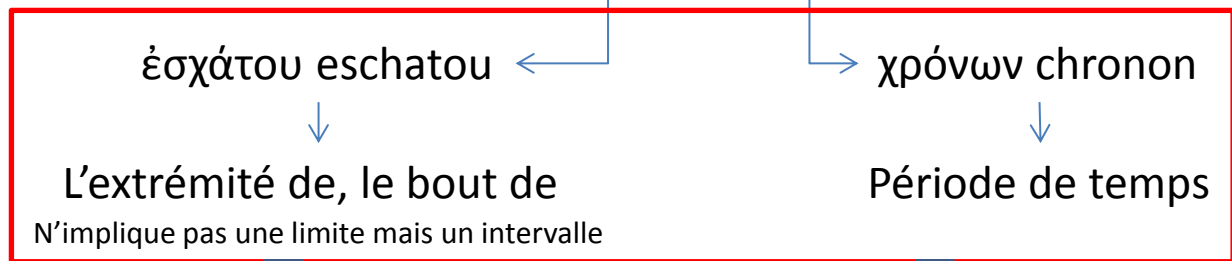 ἐσχάτου eschatou
χρόνων chronon
L'extrémité de, le bout de
Période de temps
N'implique pas une limite mais un intervalle